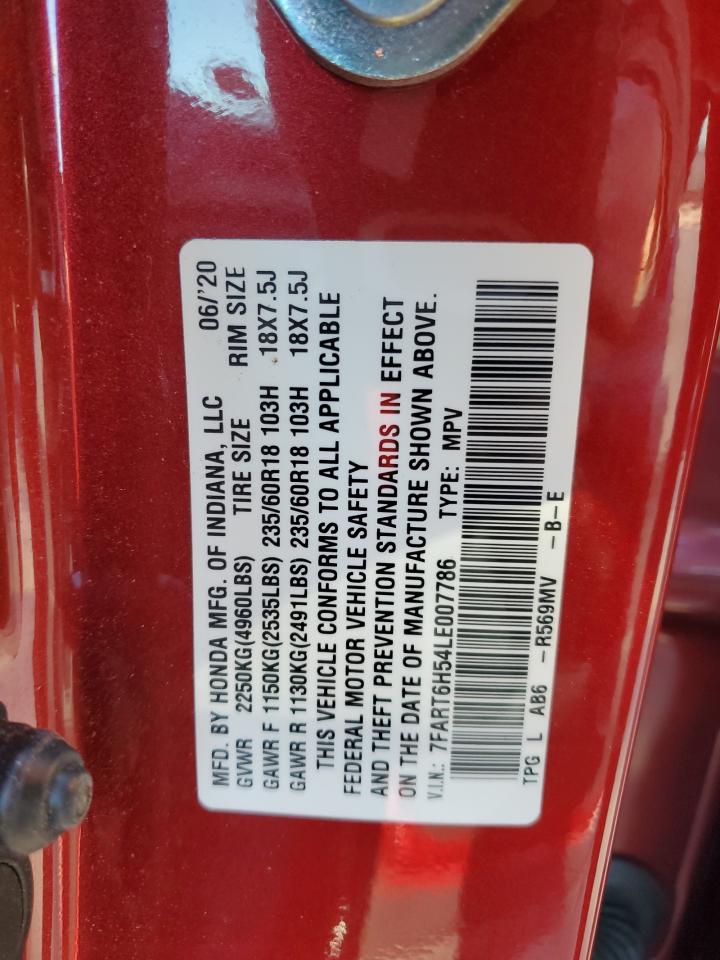 MFD. BY HONDA MFG. OF INDIANA, LLC 06/'20
GVWR 2250KG(4960LBS) TIRE SIZE RIM SIZE
GAWR F 1150KG(2535LBS) 235/60R18 103H 18X7.5J
GAWR R 1130KG(2491LBS) 235/60R18 103H 18X7.5J
THIS VEHICLE CONFORMS TO ALL APPLICABLE
FEDERAL MOTOR VEHICLE SAFETY
AND THEFT PREVENTION STANDARDS IN EFFECT
ON THE DATE OF MANUFACTURE SHOWN ABOVE.
V.I.N.: 7FART6H54LE007786 TYPE: MPV
TPG L AB6 -R569MV -B-E